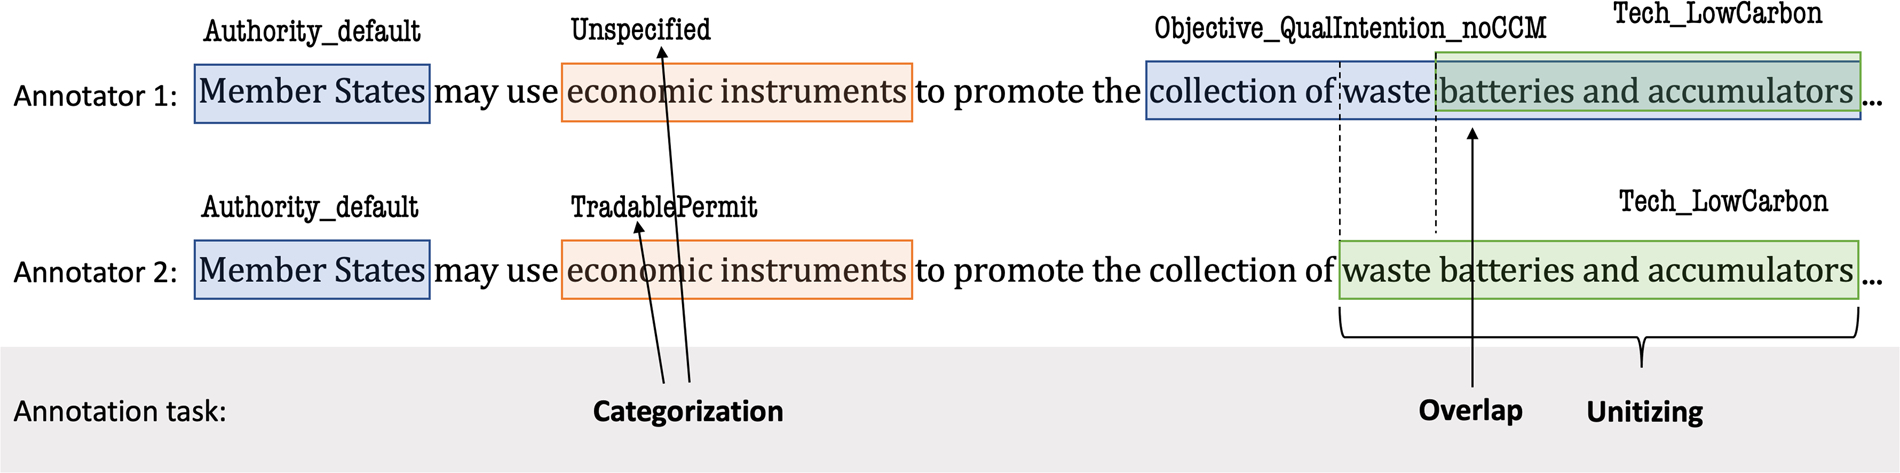 Authority_default Unspecified Objective_QualIntention_noCCM Tech_LowCarbon
Annotator 1: Member States may use economic instruments to promote the collection of waste batteries and accumulators ...
Authority_default TradablePermit Tech_LowCarbon
Annotator 2: Member States may use economic instruments to promote the collection of waste batteries and accumulators ...
Annotation task: Categorization Overlap Unitizing